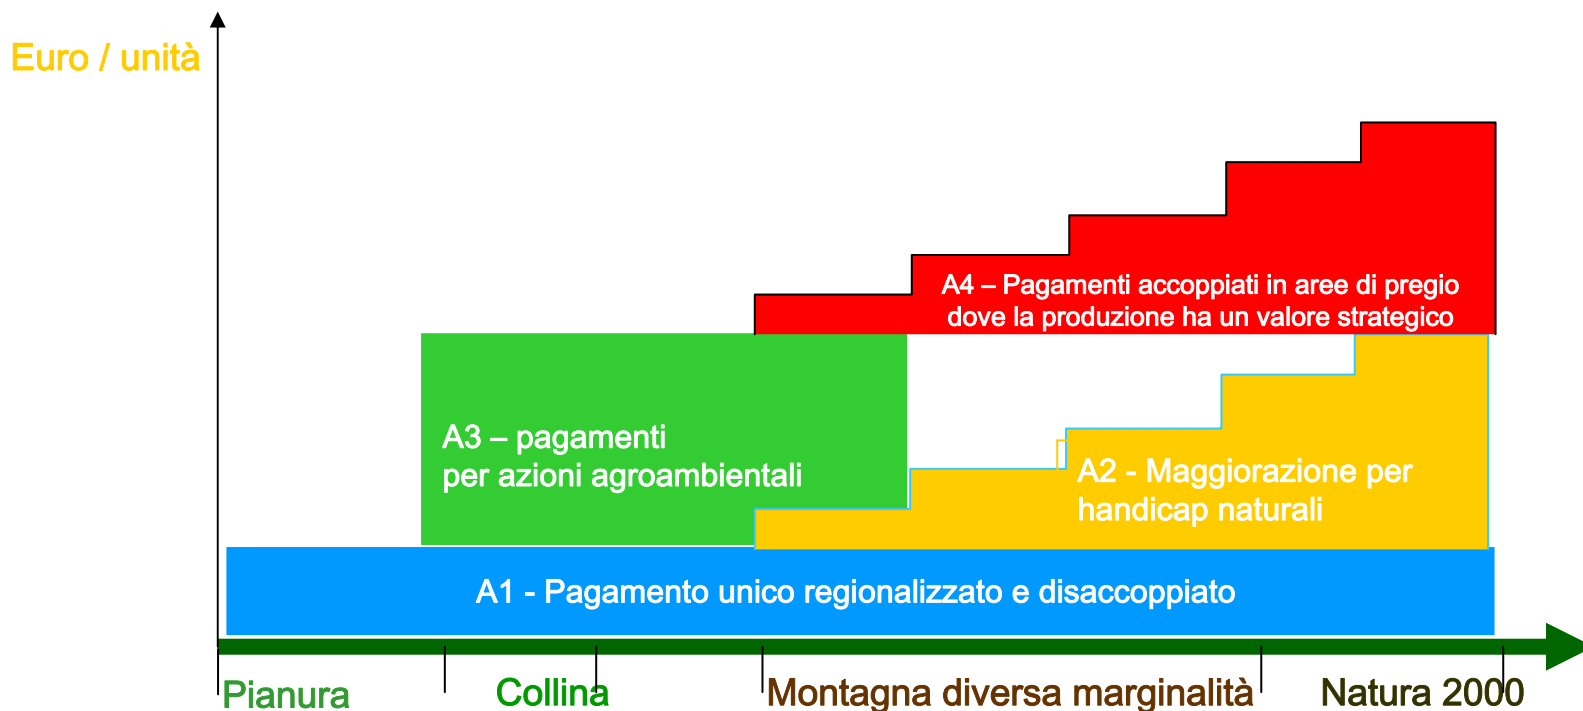 Euro / unità
A4 – Pagamenti accoppiati in aree di pregio
dove la produzione ha un valore strategico
A3 – pagamenti
per azioni agroambientali
A2 - Maggiorazione per
handicap naturali
A1 - Pagamento unico regionalizzato e disaccoppiato
Pianura
Collina
Montagna diversa marginalità
Natura 2000